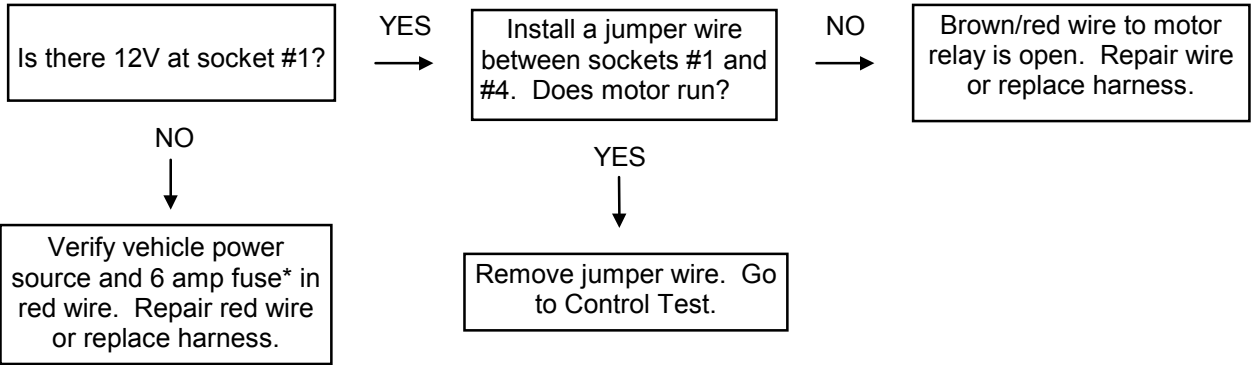 Is there 12V at socket #1?
YES
Install a jumper wire
between sockets #1 and
#4.  Does motor run?
NO
Brown/red wire to motor
relay is open.  Repair wire
or replace harness.
NO
Verify vehicle power
source and 6 amp fuse* in
red wire.  Repair red wire
or replace harness.
YES
Remove jumper wire.  Go
to Control Test.